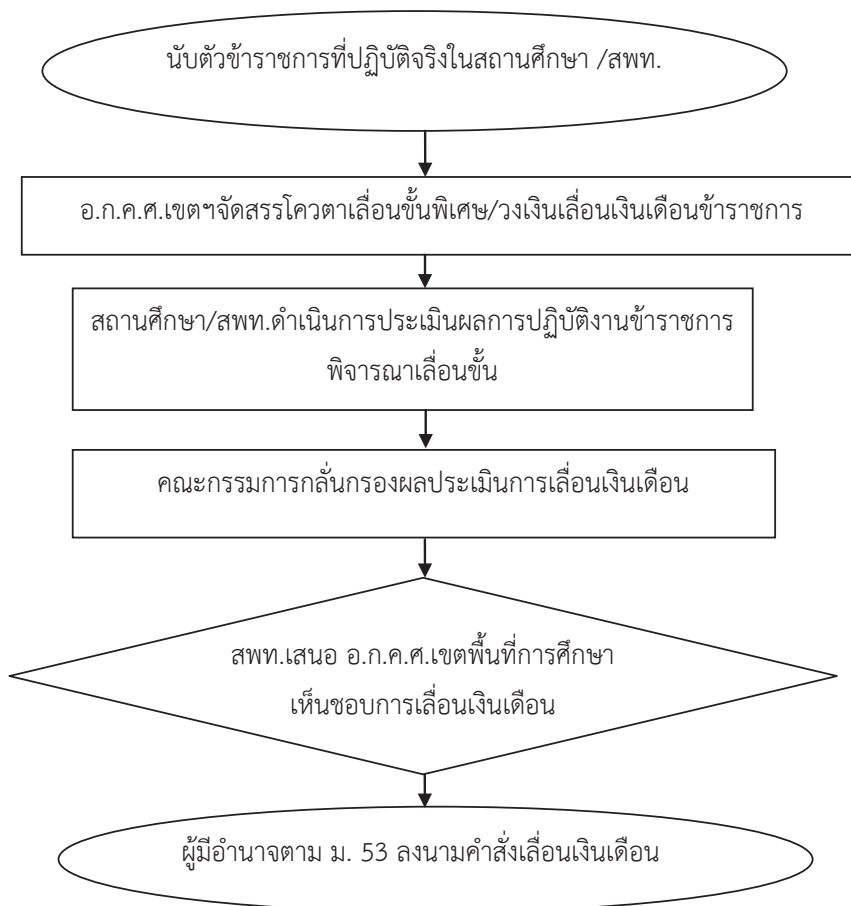 นับตัวข้าราชการที่ปฏิบัติจริงในสถานศึกษา /สพท.
อ.ก.ค.ศ.เขตฯจัดสรรโควตาเลื่อนขั้นพิเศษ/วงเงินเลื่อนเงินเดือนข้าราชการ
สถานศึกษา/สพท.ดำเนินการประเมินผลการปฏิบัติงานข้าราชการ
พิจารณาเลื่อนขั้น
คณะกรรมการกลั่นกรองผลประเมินการเลื่อนเงินเดือน
สพท.เสนอ อ.ก.ค.ศ.เขตพื้นที่การศึกษา
เห็นชอบการเลื่อนเงินเดือน
ผู้มีอำนาจตาม ม. 53 ลงนามคำสั่งเลื่อนเงินเดือน